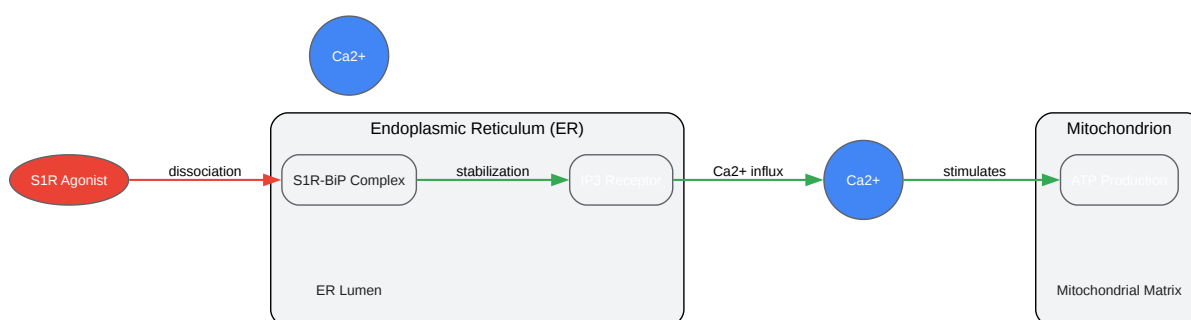 Ca2+
Endoplasmic Reticulum (ER)
Mitochondrion
S1R Agonist
dissociation
S1R-BiP Complex
stabilization
IP3 Receptor
Ca2+ influx
Ca2+
stimulates
ATP Production
ER Lumen
Mitochondrial Matrix